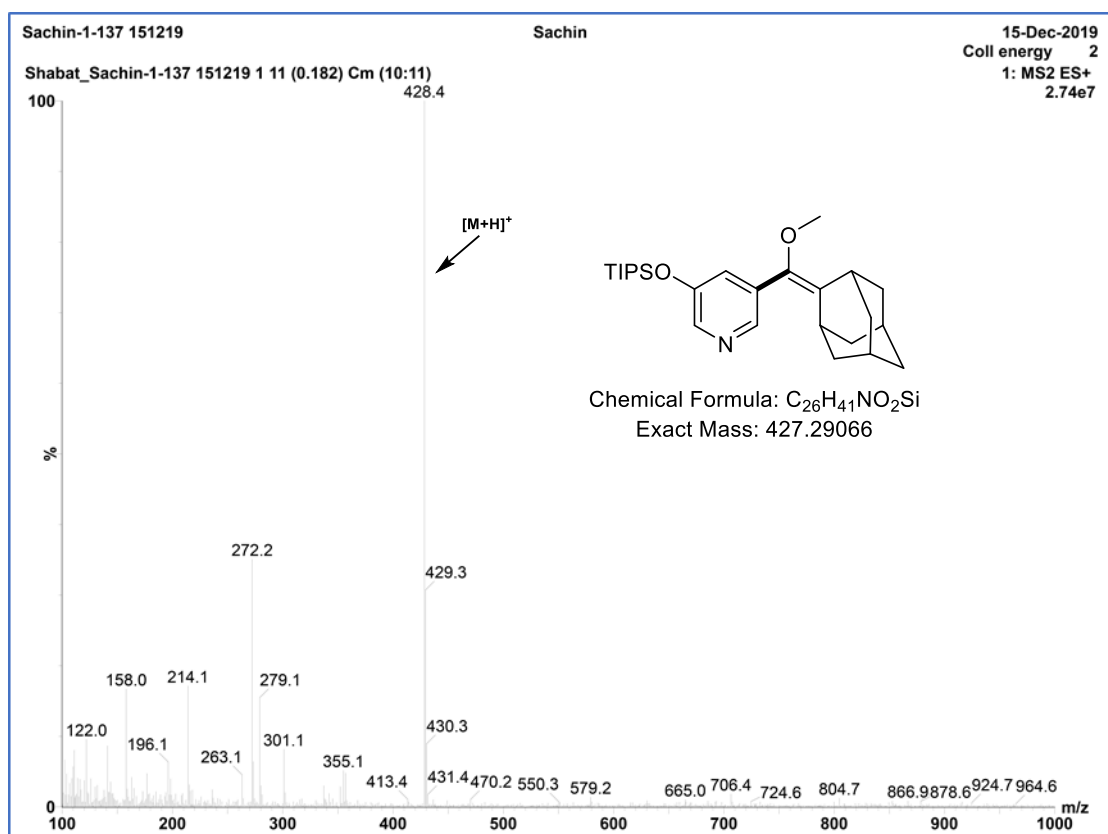 Sachin-1-137 151219 Sachin 15-Dec-2019
Coll energy 2
Shabat_Sachin-1-137 151219 1 11 (0.182) Cm (10:11) 1: MS2 ES+
2.74e7
100
428.4
[M+H]+
O
TIPSO
N
Chemical Formula: C26H41NO2Si
Exact Mass: 427.29066
%
272.2
429.3
158.0
214.1
279.1
122.0
196.1
263.1
301.1
355.1
430.3
413.4
431.4
470.2
550.3
579.2
665.0
706.4
724.6
804.7
866.9
878.6
924.7
964.6
0
100 200 300 400 500 600 700 800 900 1000 m/z